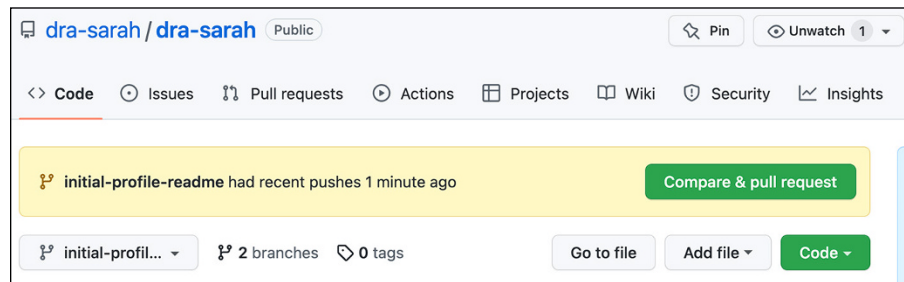 dra-sarah / dra-sarah Public Pin Unwatch 1
Code Issues Pull requests Actions Projects Wiki Security Insights
initial-profile-readme had recent pushes 1 minute ago Compare & pull request
initial-profil... 2 branches 0 tags Go to file Add file Code